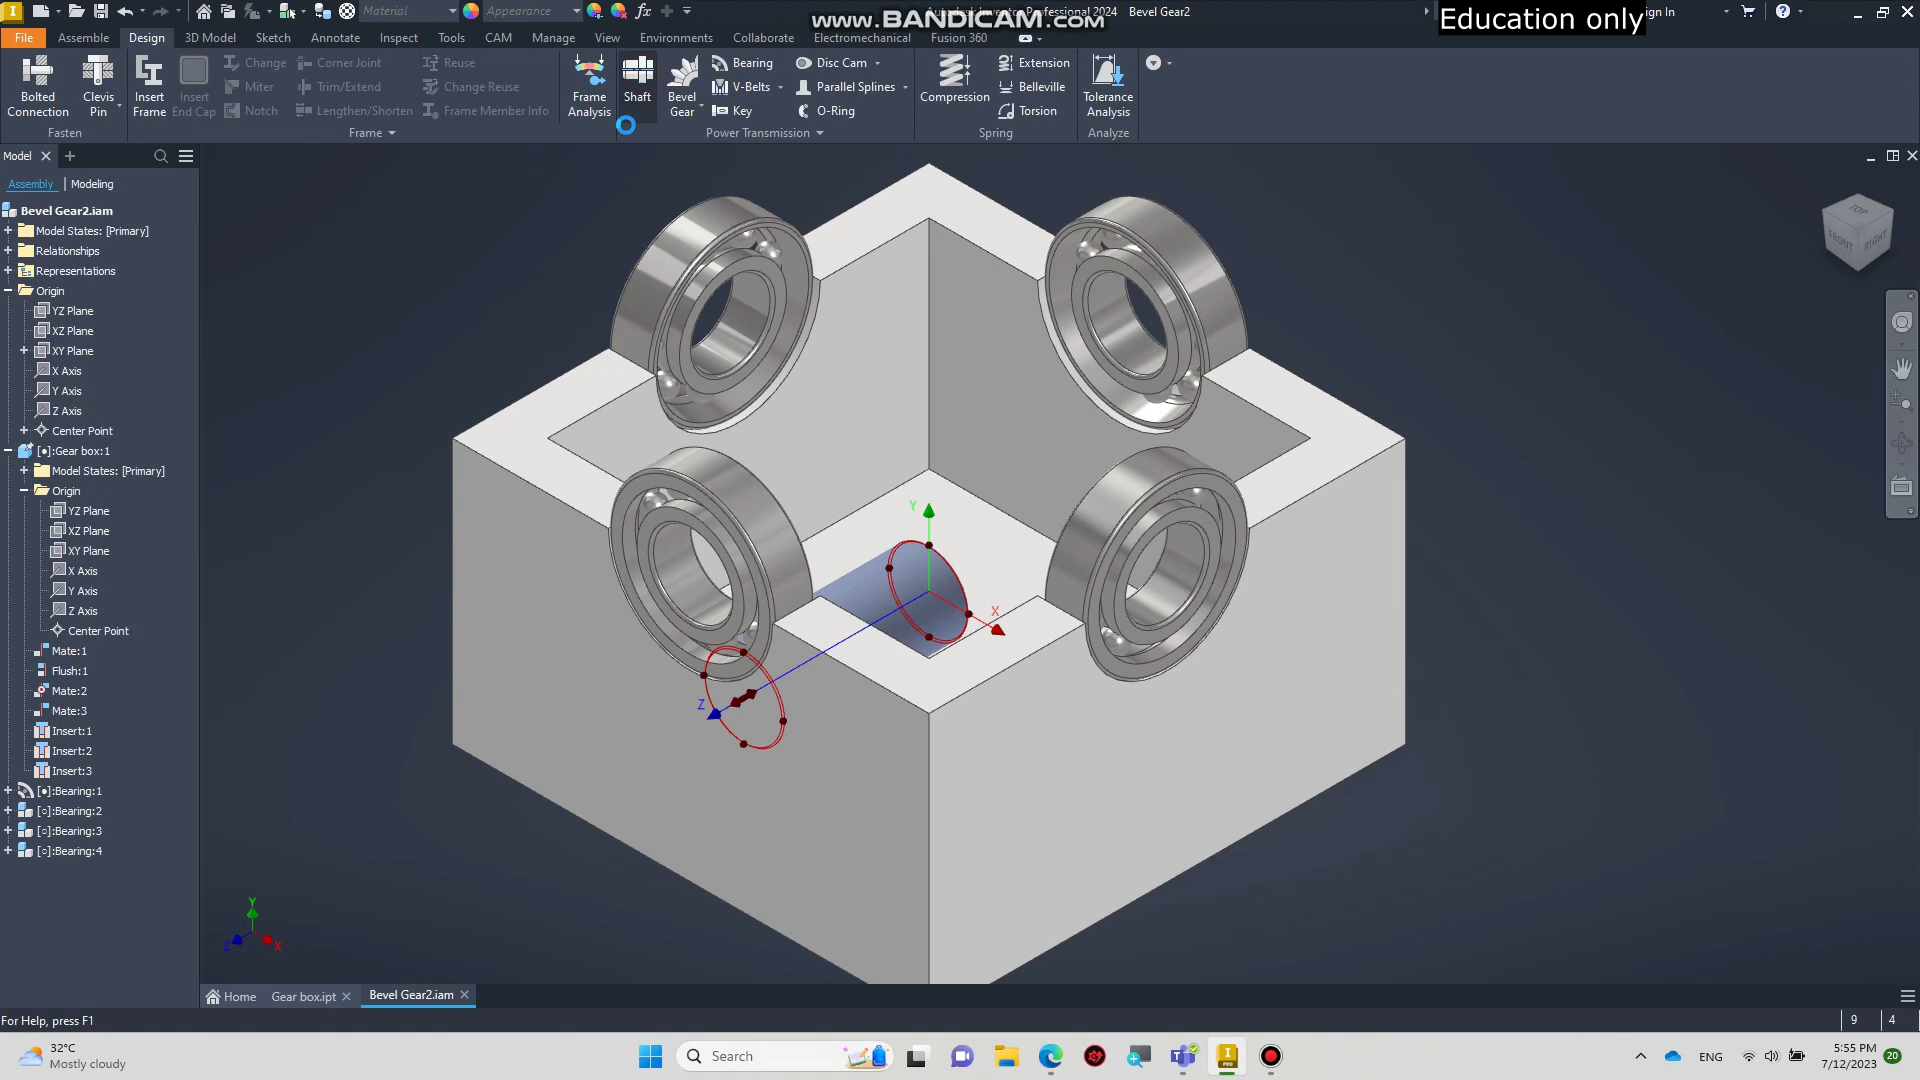 Material
Appearance
www.BANDICAM.com
2024
Bevel Gear2
Education only
File
Assemble
Design
3D Model
Sketch
Annotate
Inspect
Tools
CAM
Manage
View
Environments
Collaborate
Electromechanical
Fusion 360
Bolted Connection
Clevis Pin
Insert Frame
Insert End Cap
Change
Miter
Notch
Corner Joint
Trim/Extend
Lengthen/Shorten
Reuse
Change Reuse
Frame Member Info
Frame Analysis
Shaft
Bevel Gear
Bearing
V-Belts
Key
Disc Cam
Parallel Splines
O-Ring
Compression
Extension
Belleville
Torsion
Tolerance Analysis
Fasten
Frame
Power Transmission
Spring
Analyze
Model
Assembly | Modeling
Bevel Gear2.iam
Model States: [Primary]
Relationships
Representations
Origin
YZ Plane
XZ Plane
XY Plane
X Axis
Y Axis
Z Axis
Center Point
[●]:Gear box:1
Model States: [Primary]
Origin
YZ Plane
XZ Plane
XY Plane
X Axis
Y Axis
Z Axis
Center Point
Mate:1
Flush:1
Mate:2
Mate:3
Insert:1
Insert:2
Insert:3
[●]:Bearing:1
[○]:Bearing:2
[○]:Bearing:3
[○]:Bearing:4
TOP
FRONT
RIGHT
Y
X
Z
Y
Z
X
Home
Gear box.ipt
Bevel Gear2.iam
For Help, press F1
9
4
32°C
Mostly cloudy
Search
ENG
5:55 PM
7/12/2023
20